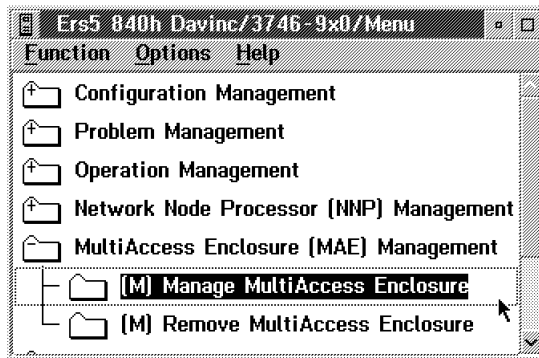 Ers5 840h Davinc/3746-9x0/Menu
Function Options Help
Configuration Management
Problem Management
Operation Management
Network Node Processor (NNP) Management
MultiAccess Enclosure (MAE) Management
(M) Manage MultiAccess Enclosure
(M) Remove MultiAccess Enclosure